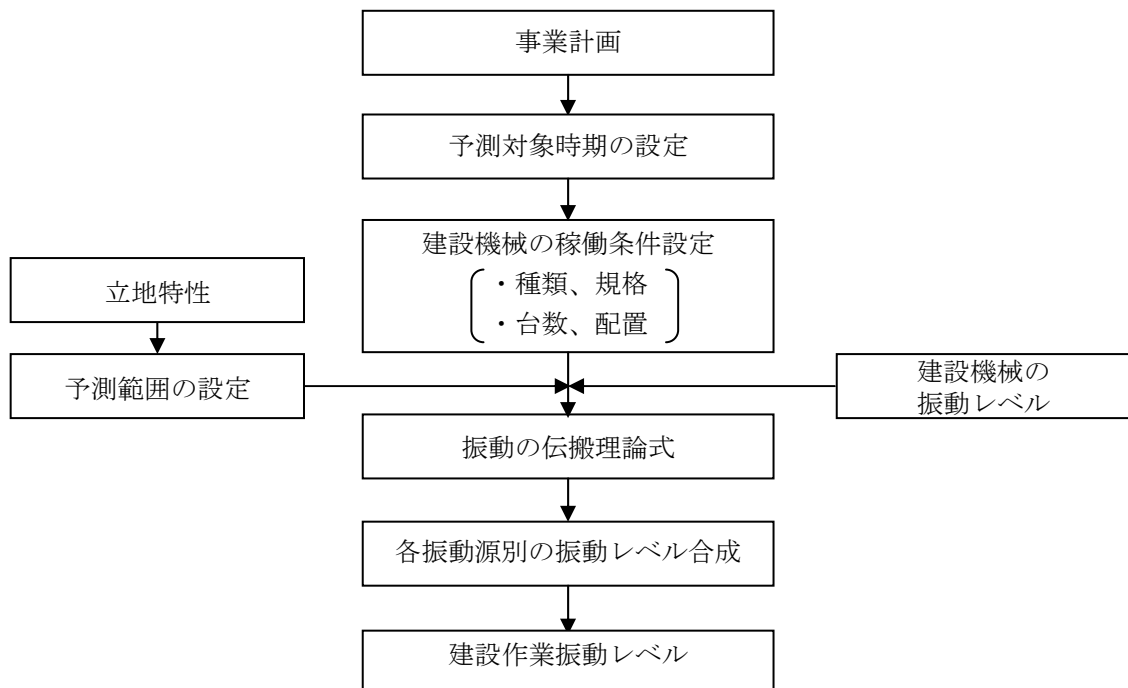 事業計画
予測対象時期の設定
建設機械の稼働条件設定
・種類、規格
・台数、配置
立地特性
予測範囲の設定
建設機械の
振動レベル
振動の伝搬理論式
各振動源別の振動レベル合成
建設作業振動レベル